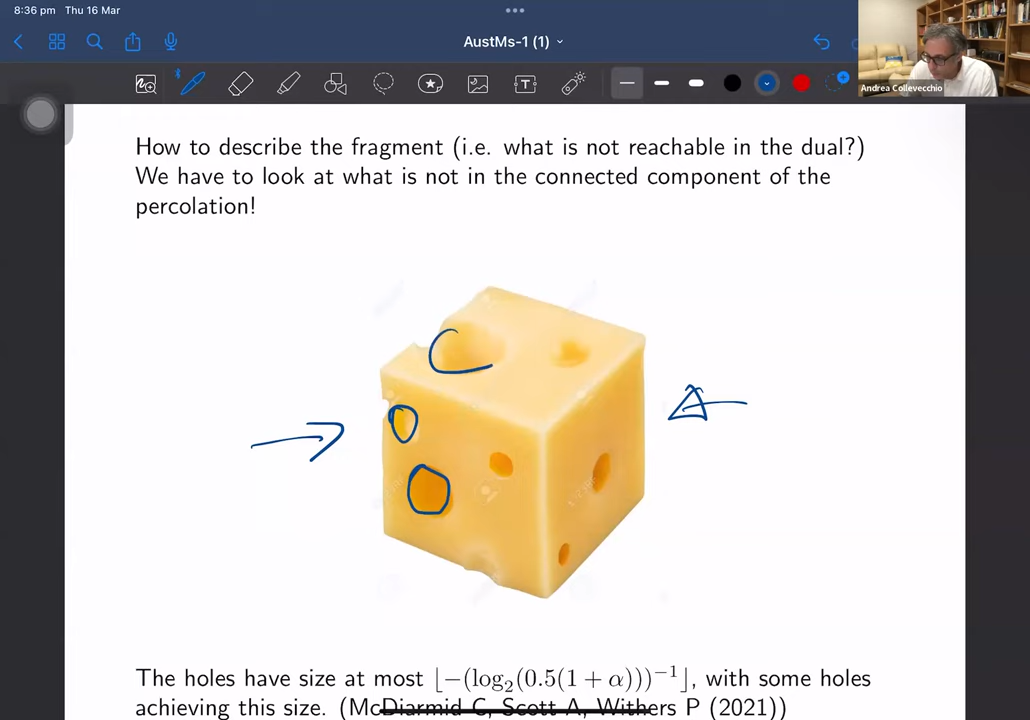 8:36 pm Thu 16 Mar
AustMs-1 (1)
Andrea Collevecchio
How to describe the fragment (i.e. what is not reachable in the dual?)
We have to look at what is not in the connected component of the
percolation!
The holes have size at most ⌊−(log₂(0.5(1 + α)))⁻¹⌋, with some holes
achieving this size. (McDiarmid C, Scott A, Withers P (2021))